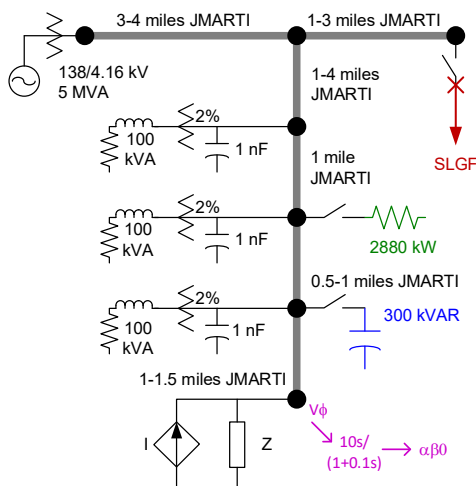 3-4 miles JMARTI
1-3 miles JMARTI
138/4.16 kV
5 MVA
1-4 miles
JMARTI
SLGF
2%
100
kVA
1 nF
1 mile
JMARTI
2%
100
kVA
1 nF
2880 kW
0.5-1 miles JMARTI
2%
100
kVA
1 nF
300 kVAR
1-1.5 miles JMARTI
I
Z
Vϕ
10s/
(1+0.1s)
αβ0